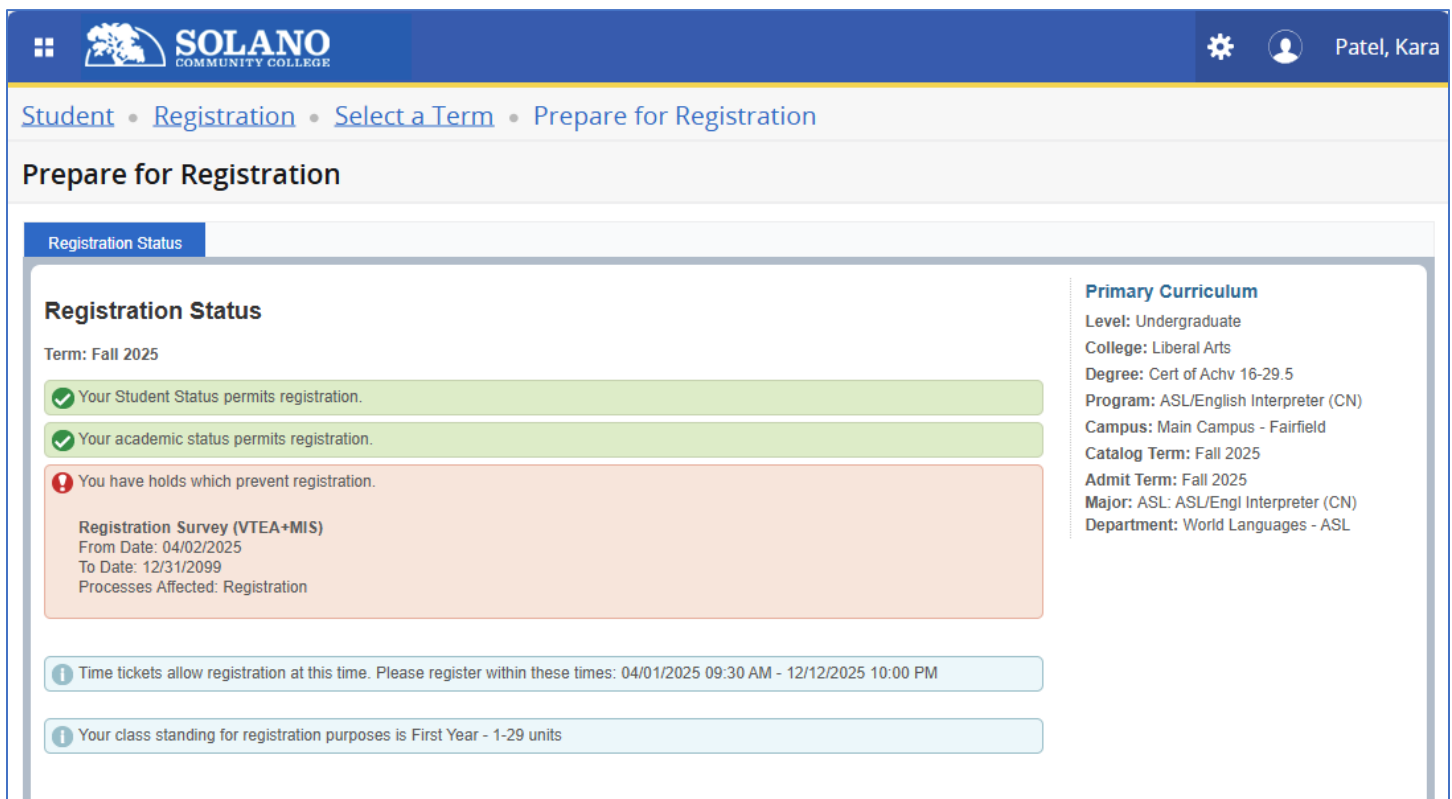 SOLANO
COMMUNITY COLLEGE
Patel, Kara
Student • Registration • Select a Term • Prepare for Registration
Prepare for Registration
Registration Status
Registration Status
Term: Fall 2025
Your Student Status permits registration.
Your academic status permits registration.
You have holds which prevent registration.
Registration Survey (VTEA+MIS)
From Date: 04/02/2025
To Date: 12/31/2099
Processes Affected: Registration
Time tickets allow registration at this time. Please register within these times: 04/01/2025 09:30 AM - 12/12/2025 10:00 PM
Your class standing for registration purposes is First Year - 1-29 units
Primary Curriculum
Level: Undergraduate
College: Liberal Arts
Degree: Cert of Achv 16-29.5
Program: ASL/English Interpreter (CN)
Campus: Main Campus - Fairfield
Catalog Term: Fall 2025
Admit Term: Fall 2025
Major: ASL: ASL/Engl Interpreter (CN)
Department: World Languages - ASL